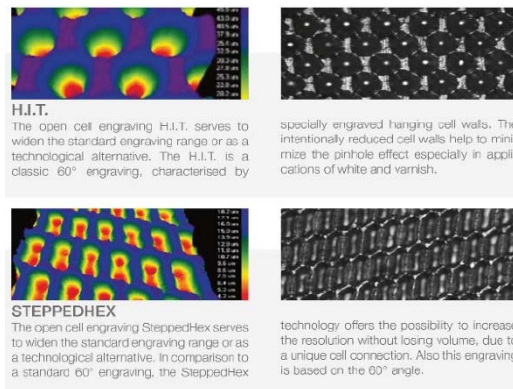 H.I.T.
The open cell engraving H.I.T. serves to
widen the standard engraving range or as a
technological alternative. The H.I.T. is a
classic 60° engraving, characterised by
specially engraved hanging cell walls. The
intentionally reduced cell walls help to mini
mize the pinhole effect especially in appli
cations of white and varnish.
STEPPEDHEX
The open cell engraving SteppedHex serves
to widen the standard engraving range or as
a technological alternative. In comparison to
a standard 60° engraving, the SteppedHex
technology offers the possibility to increase
the resolution without losing volume, due to
a unique cell connection. Also this engraving
is based on the 60° angle.